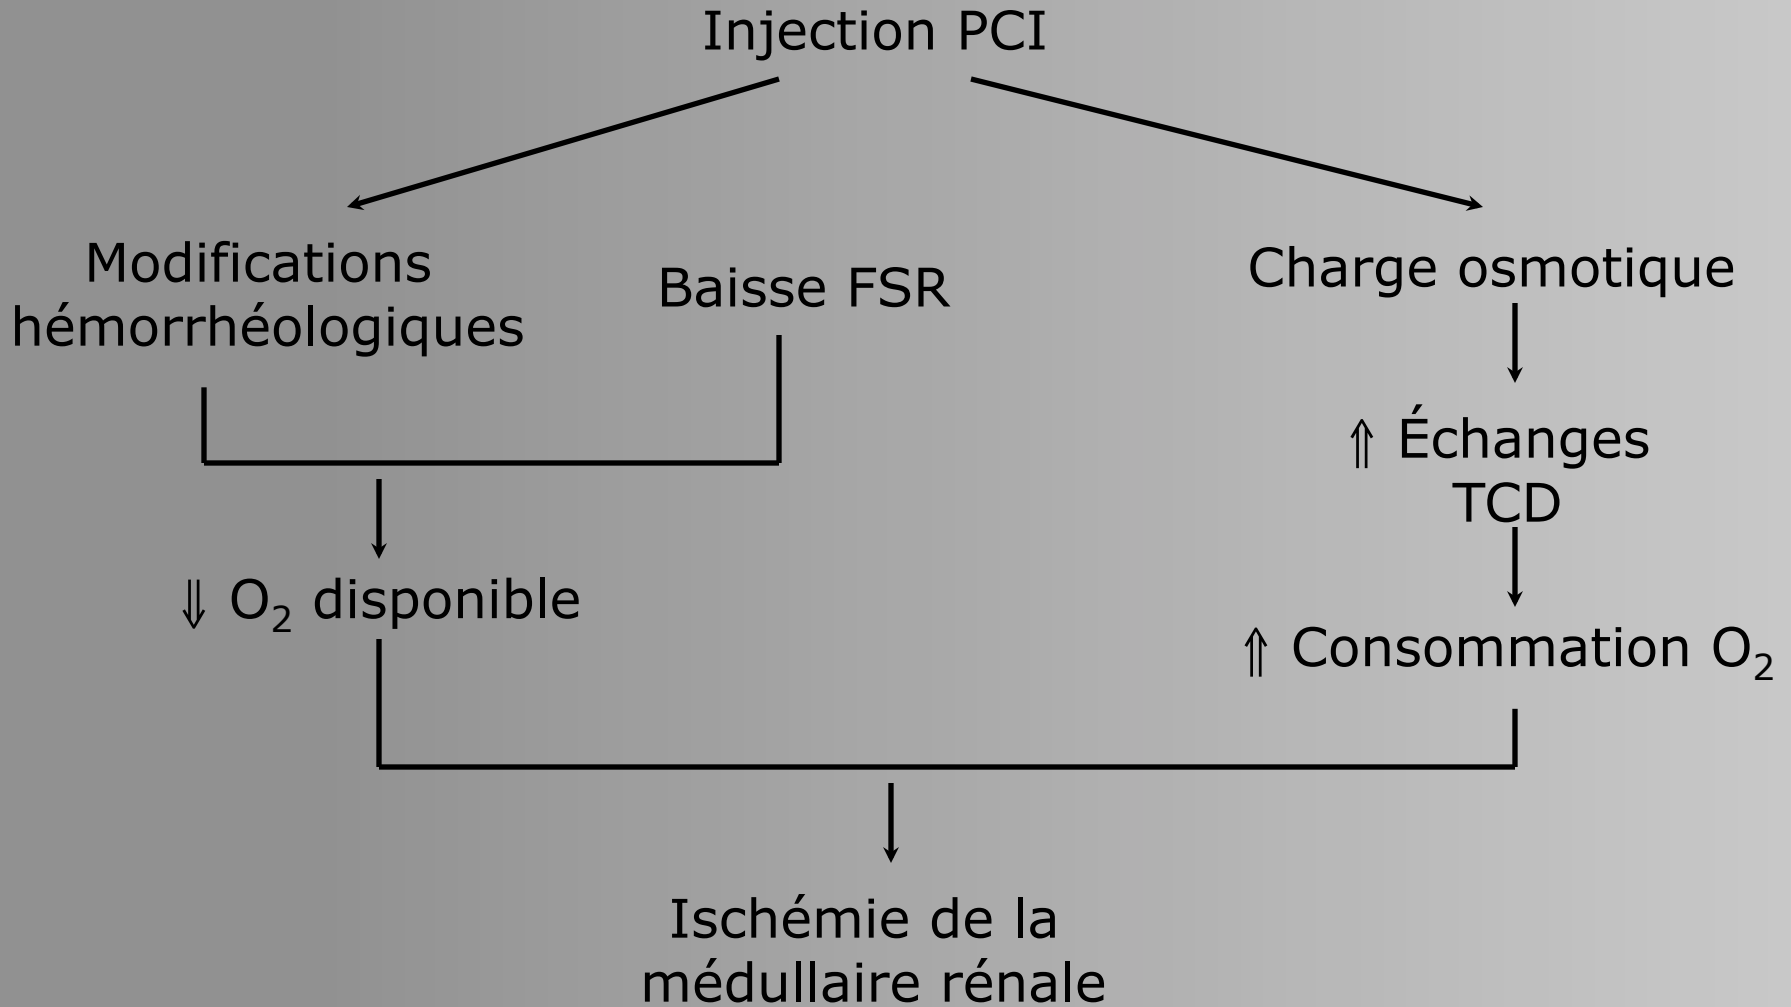 Injection PCI
Modifications
hémorrhéologiques
Baisse FSR
Charge osmotique
⇑ Échanges
TCD
⇓ O₂ disponible
⇑ Consommation O₂
Ischémie de la
médullaire rénale